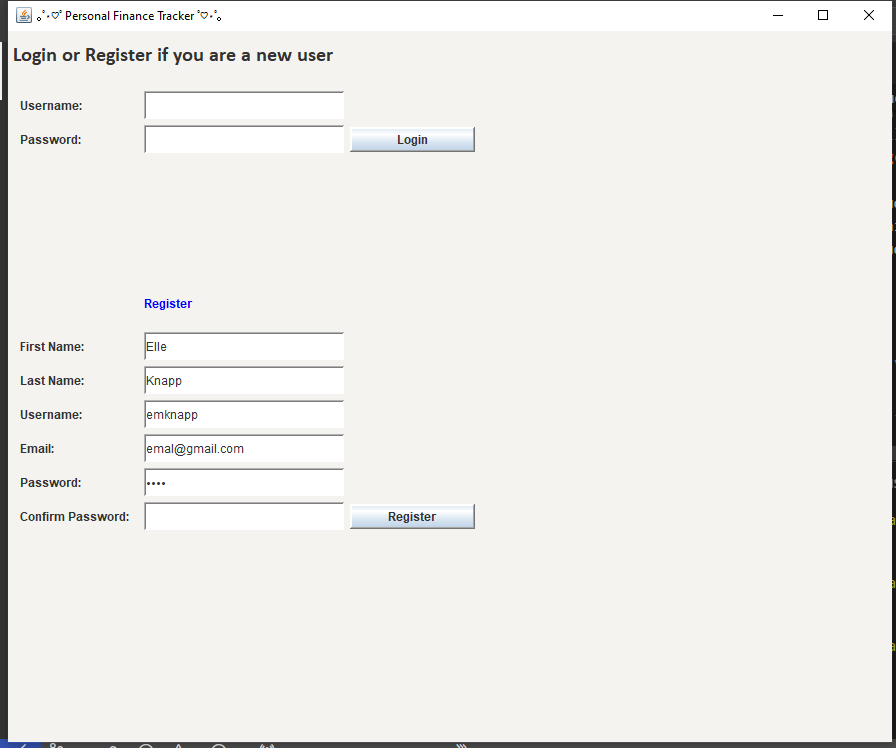 ｡ﾟ･♡ﾟ Personal Finance Tracker ﾟ♡･ﾟ｡
Login or Register if you are a new user
Username:
Password:
Login
Register
First Name: Elle
Last Name: Knapp
Username: emknapp
Email: emal@gmail.com
Password: ••••
Confirm Password:
Register